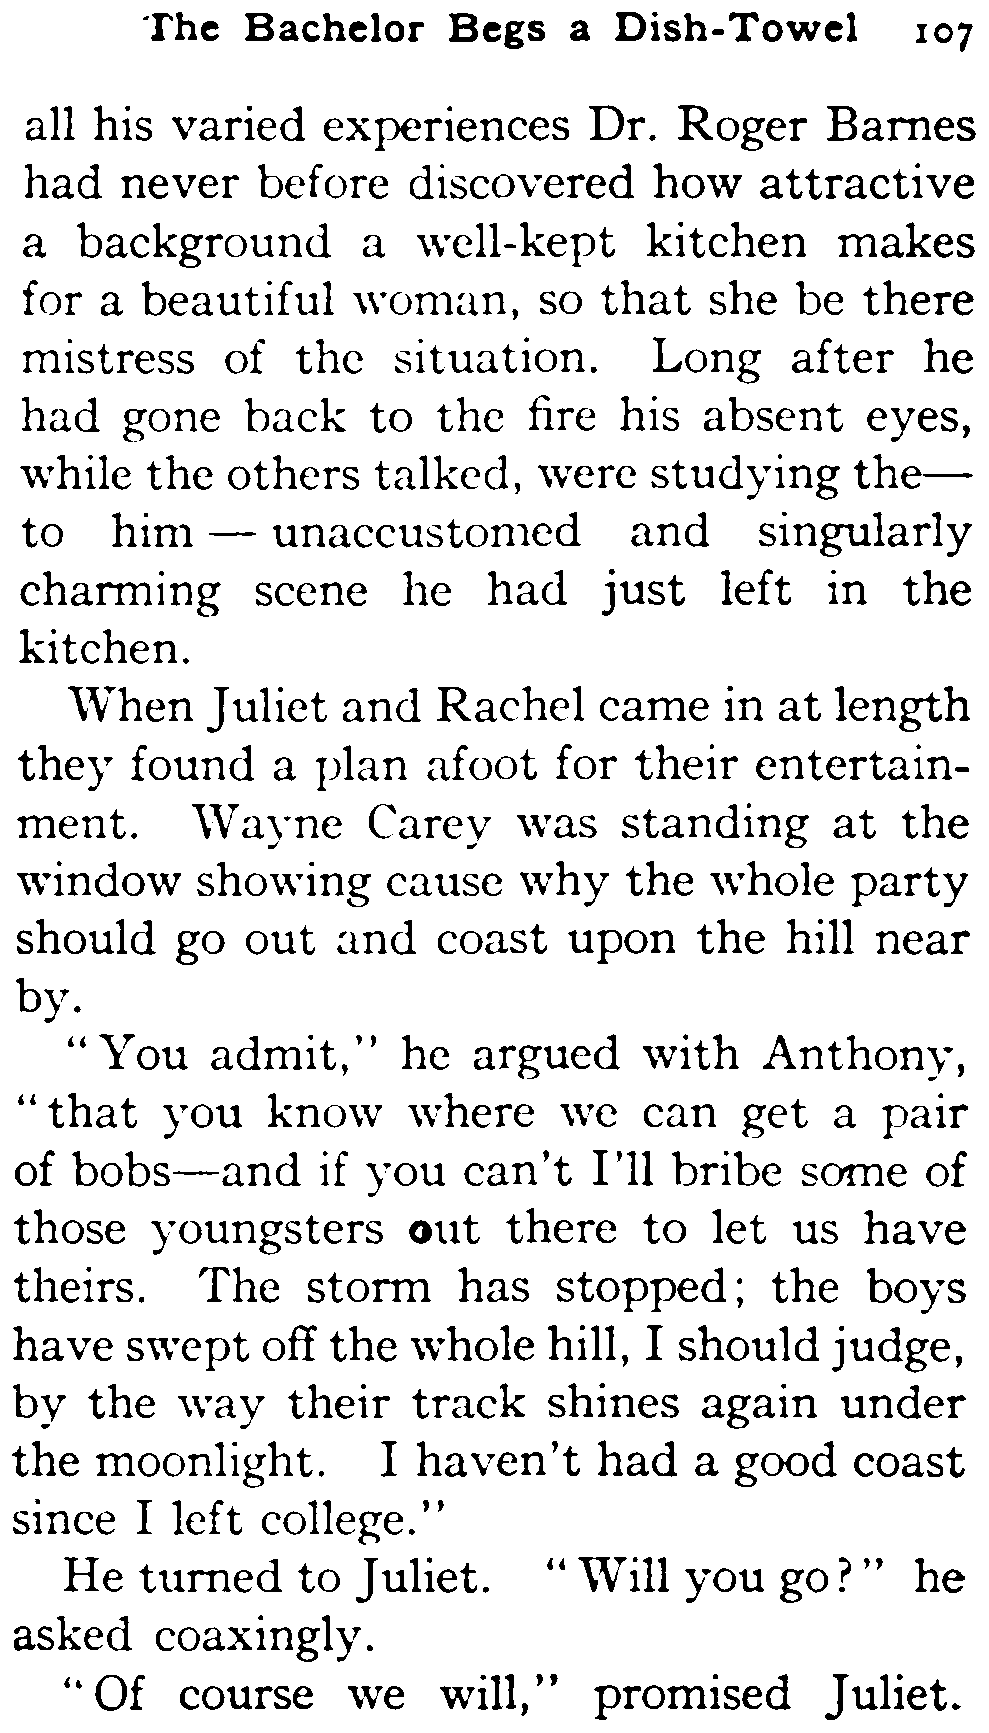 The Bachelor Begs a Dish-Towel 107
all his varied experiences Dr. Roger Barnes
had never before discovered how attractive
a background a well-kept kitchen makes
for a beautiful woman, so that she be there
mistress of the situation. Long after he
had gone back to the fire his absent eyes,
while the others talked, were studying the—
to him — unaccustomed and singularly
charming scene he had just left in the
kitchen.
When Juliet and Rachel came in at length
they found a plan afoot for their entertain-
ment. Wayne Carey was standing at the
window showing cause why the whole party
should go out and coast upon the hill near
by.
"You admit," he argued with Anthony,
"that you know where we can get a pair
of bobs—and if you can't I'll bribe some of
those youngsters out there to let us have
theirs. The storm has stopped; the boys
have swept off the whole hill, I should judge,
by the way their track shines again under
the moonlight. I haven't had a good coast
since I left college."
He turned to Juliet. "Will you go?" he
asked coaxingly.
"Of course we will," promised Juliet.